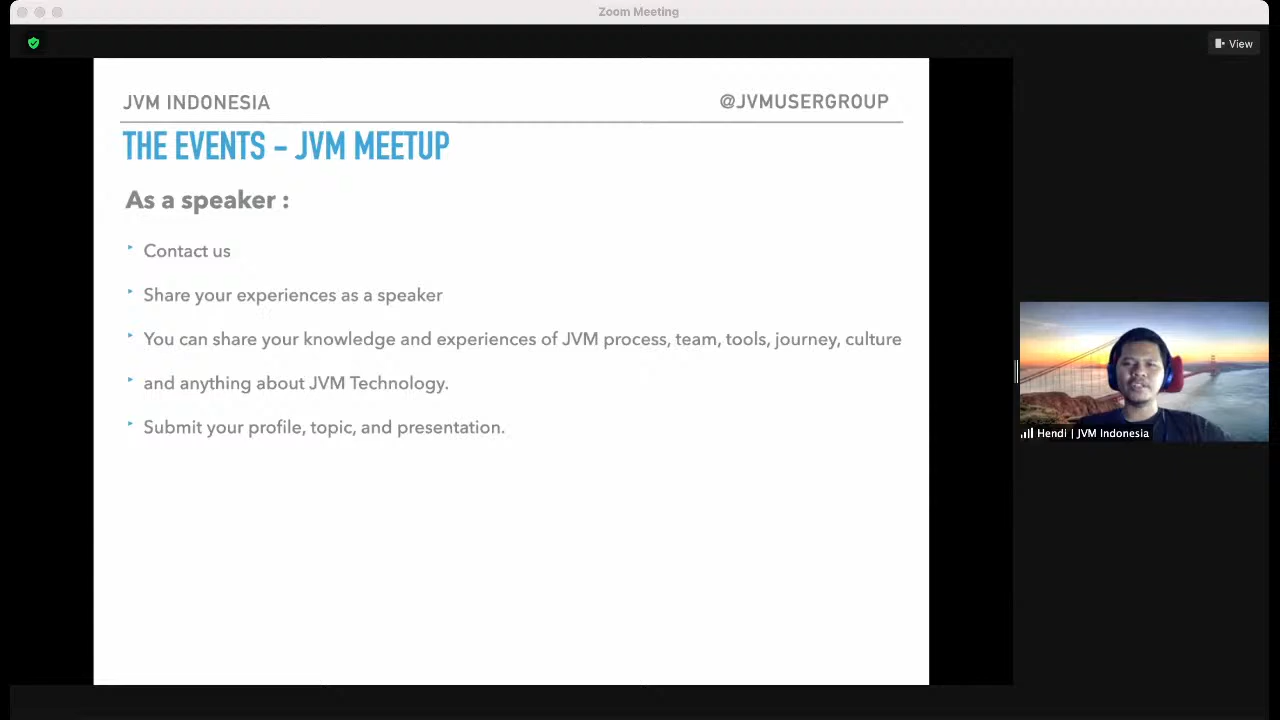 Zoom Meeting
View
JVM INDONESIA
@JVMUSERGROUP
THE EVENTS – JVM MEETUP
As a speaker :
Contact us
Share your experiences as a speaker
You can share your knowledge and experiences of JVM process, team, tools, journey, culture
and anything about JVM Technology.
Submit your profile, topic, and presentation.
Hendi | JVM Indonesia